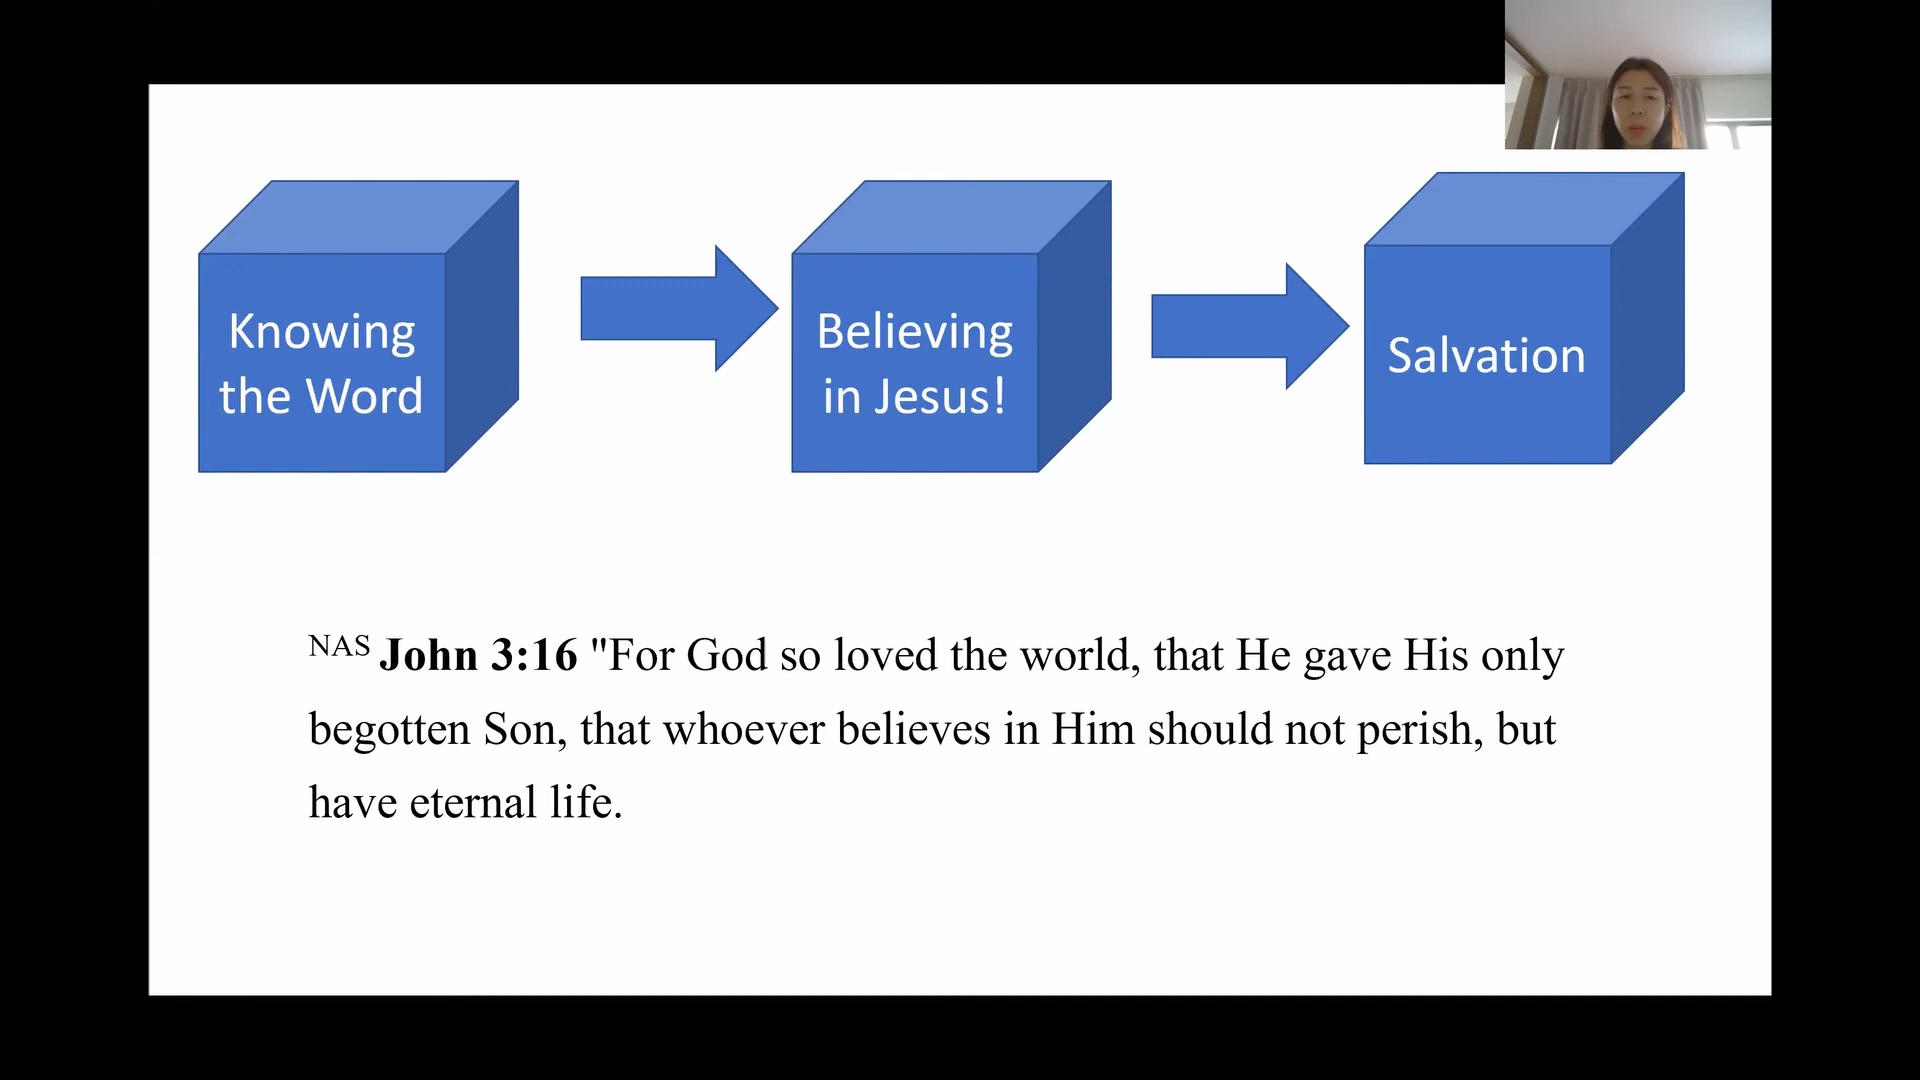 Knowing
the Word
Believing
in Jesus!
Salvation
NAS John 3:16 "For God so loved the world, that He gave His only
begotten Son, that whoever believes in Him should not perish, but
have eternal life.